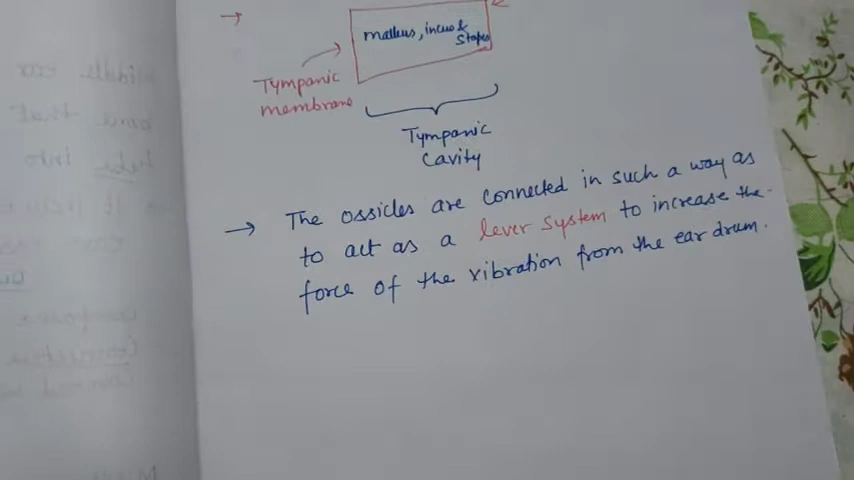 →
malleus, incus &
Stapes
Tympanic
membrane
Tympanic
Cavity
→ The ossicles are connected in such a way as
to act as a lever system to increase the
force of the vibration from the ear drum.